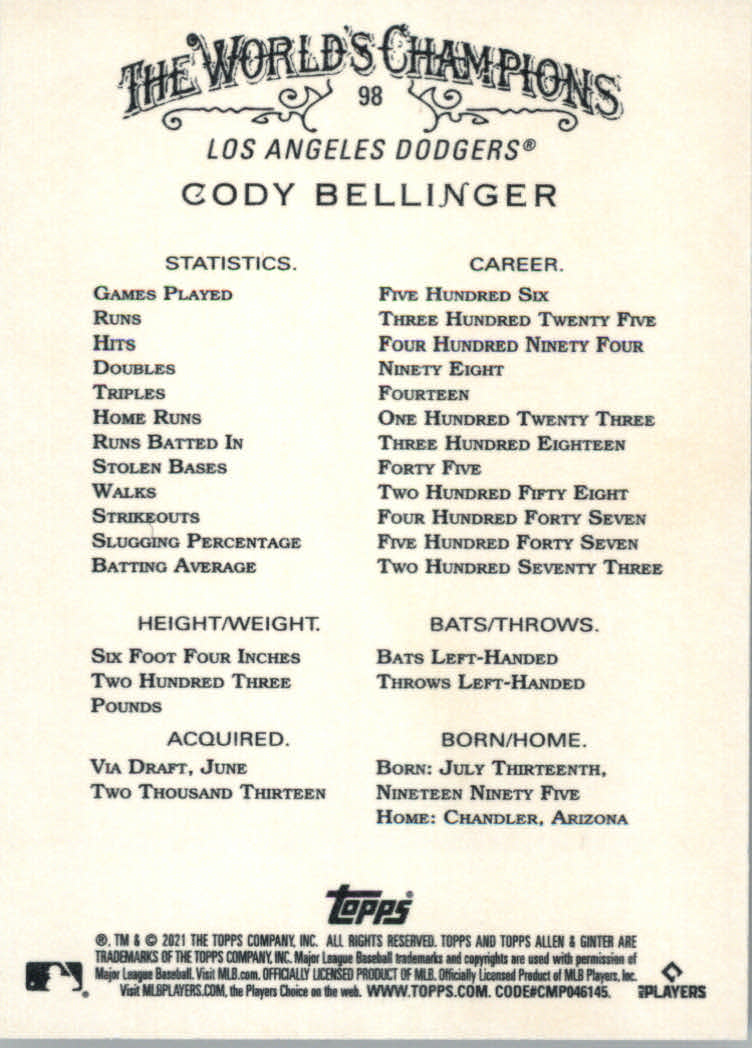 THE WORLD'S CHAMPIONS
98
LOS ANGELES DODGERS®
CODY BELLINGER
STATISTICS. CAREER.
GAMES PLAYED FIVE HUNDRED SIX
RUNS THREE HUNDRED TWENTY FIVE
HITS FOUR HUNDRED NINETY FOUR
DOUBLES NINETY EIGHT
TRIPLES FOURTEEN
HOME RUNS ONE HUNDRED TWENTY THREE
RUNS BATTED IN THREE HUNDRED EIGHTEEN
STOLEN BASES FORTY FIVE
WALKS TWO HUNDRED FIFTY EIGHT
STRIKEOUTS FOUR HUNDRED FORTY SEVEN
SLUGGING PERCENTAGE FIVE HUNDRED FORTY SEVEN
BATTING AVERAGE TWO HUNDRED SEVENTY THREE
HEIGHT/WEIGHT.
SIX FOOT FOUR INCHES
TWO HUNDRED THREE
POUNDS
BATS/THROWS.
BATS LEFT-HANDED
THROWS LEFT-HANDED
ACQUIRED.
VIA DRAFT, JUNE
TWO THOUSAND THIRTEEN
BORN/HOME.
BORN: JULY THIRTEENTH,
NINETEEN NINETY FIVE
HOME: CHANDLER, ARIZONA
Topps®
®, TM & © 2021 THE TOPPS COMPANY, INC. ALL RIGHTS RESERVED. TOPPS AND TOPPS ALLEN & GINTER ARE
TRADEMARKS OF THE TOPPS COMPANY, INC. Major League Baseball trademarks and copyrights are used with permission of
Major League Baseball. Visit MLB.com. OFFICIALLY LICENSED PRODUCT OF MLB. Officially Licensed Product of MLB Players, Inc.
Visit MLBPLAYERS.COM, the Players Choice on the web. WWW.TOPPS.COM. CODE#CMP046145.
MLBPLAYERS